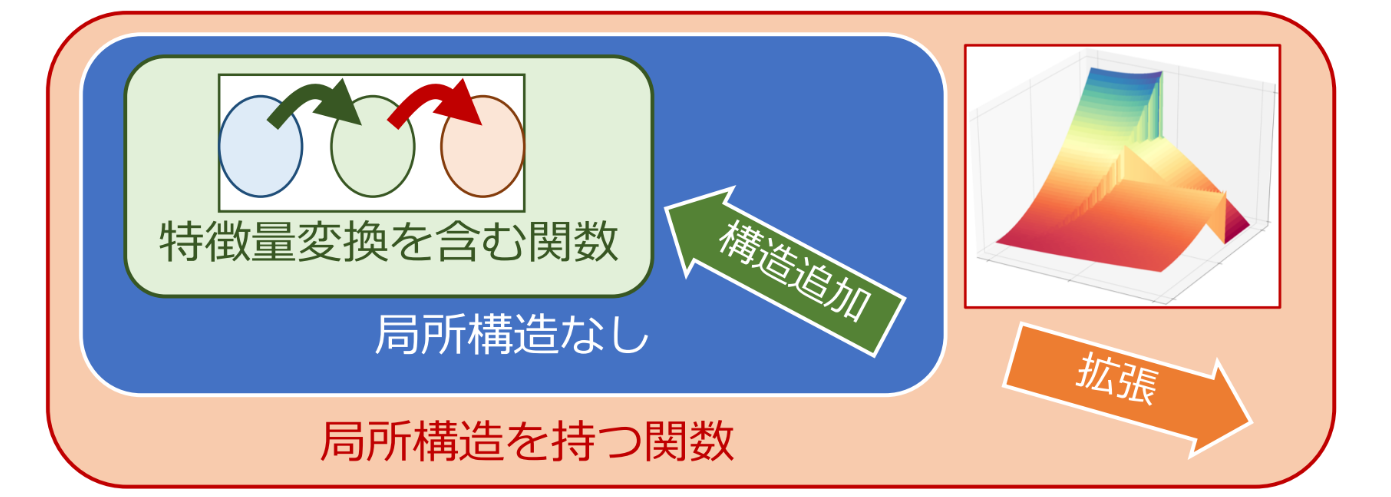 特徴量変換を含む関数
構造追加
局所構造なし
拡張
局所構造を持つ関数